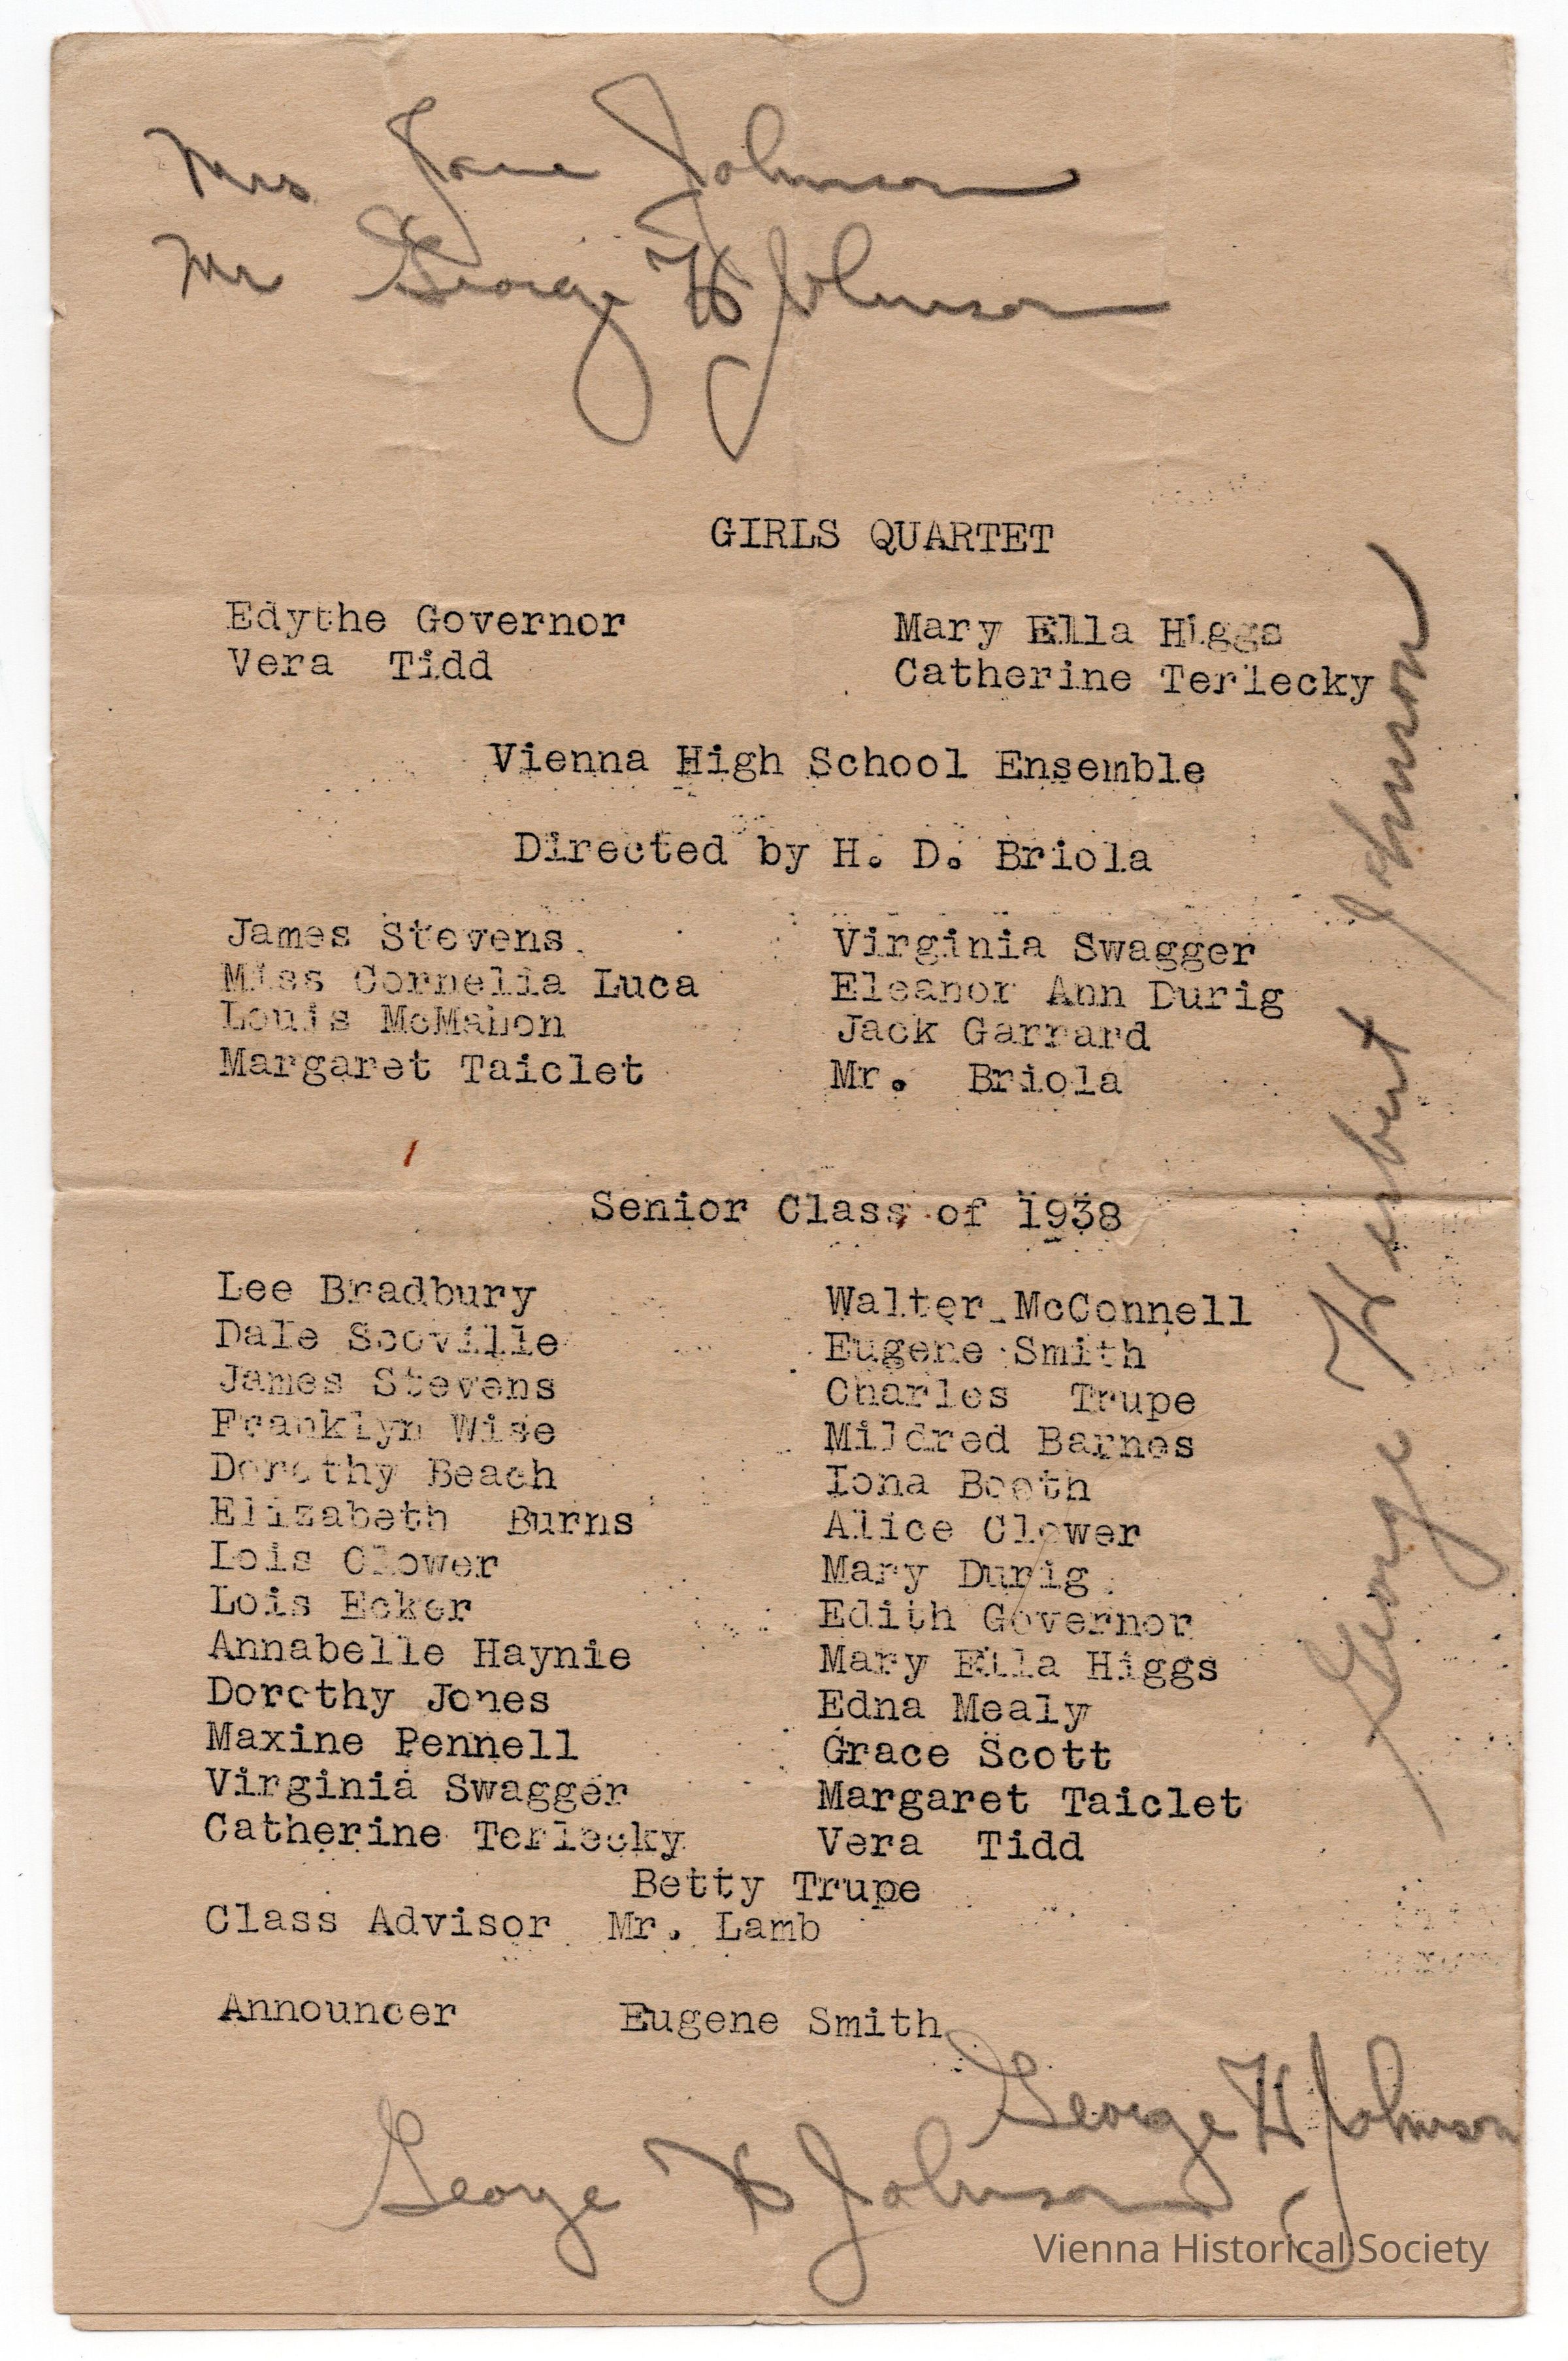 Mrs Jane Johnson
Mr George H Johnson
GIRLS QUARTET
Edythe Governor Mary Ella Higgs
Vera Tidd Catherine Terlecky
Vienna High School Ensemble
Directed by H. D. Briola
James Stevens Virginia Swagger
Miss Cornelia Luca Eleanor Ann Durig
Louis McMahon Jack Garrard
Margaret Taiclet Mr. Briola
Senior Class of 1938
Lee Bradbury Walter McConnell
Dale Scoville Eugene Smith
James Stevens Charles Trupe
Franklyn Wise Mildred Barnes
Dorothy Beach Iona Booth
Elizabeth Burns Alice Clower
Lois Clower Mary Durig
Lois Ecker Edith Governor
Annabelle Haynie Mary Ella Higgs
Dorothy Jones Edna Mealy
Maxine Pennell Grace Scott
Virginia Swagger Margaret Taiclet
Catherine Terlecky Vera Tidd
Betty Trupe
Class Advisor Mr. Lamb
Announcer Eugene Smith
George Herbert Johnson
George H Johnson
George H Johnson
Vienna Historical Society